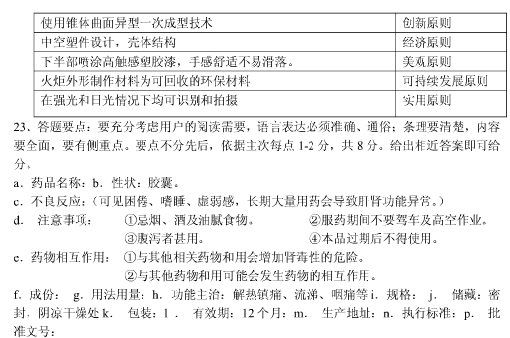 使用锥体曲面异型一次成型技术 创新原则
中空塑件设计，壳体结构 经济原则
下半部喷涂高触感塑胶漆，手感舒适不易滑落。 美观原则
火炬外形制作材料为可回收的环保材料 可持续发展原则
在强光和日光情况下均可识别和拍摄 实用原则
23、答题要点：要充分考虑用户的阅读需要，语言表达必须准确、通俗；条理要清楚，内容
要全面，要有侧重点。要点不分先后，依据主次每点 1-2 分，共 8 分。给出相近答案即可给
分。
a．药品名称：b．性状：胶囊。
c．不良反应：（可见困倦、嗜睡、虚弱感，长期大量用药会导致肝肾功能异常。）
d． 注意事项： ①忌烟、酒及油腻食物。 ②服药期间不要驾车及高空作业。
③腹泻者甚用。 ④本品过期后不得使用。
e．药物相互作用： ①与其他相关药物和用会增加肾毒性的危险。
②与其他药物和用可能会发生药物的相互作用。
f．成份： g．用法用量：h．功能主治：解热镇痛、流涕、咽痛等 i．规格： j． 储藏：密
封，阴凉干燥处 k． 包装：l ． 有效期：12 个月：m． 生产地址：n．执行标准：p． 批
准文号：